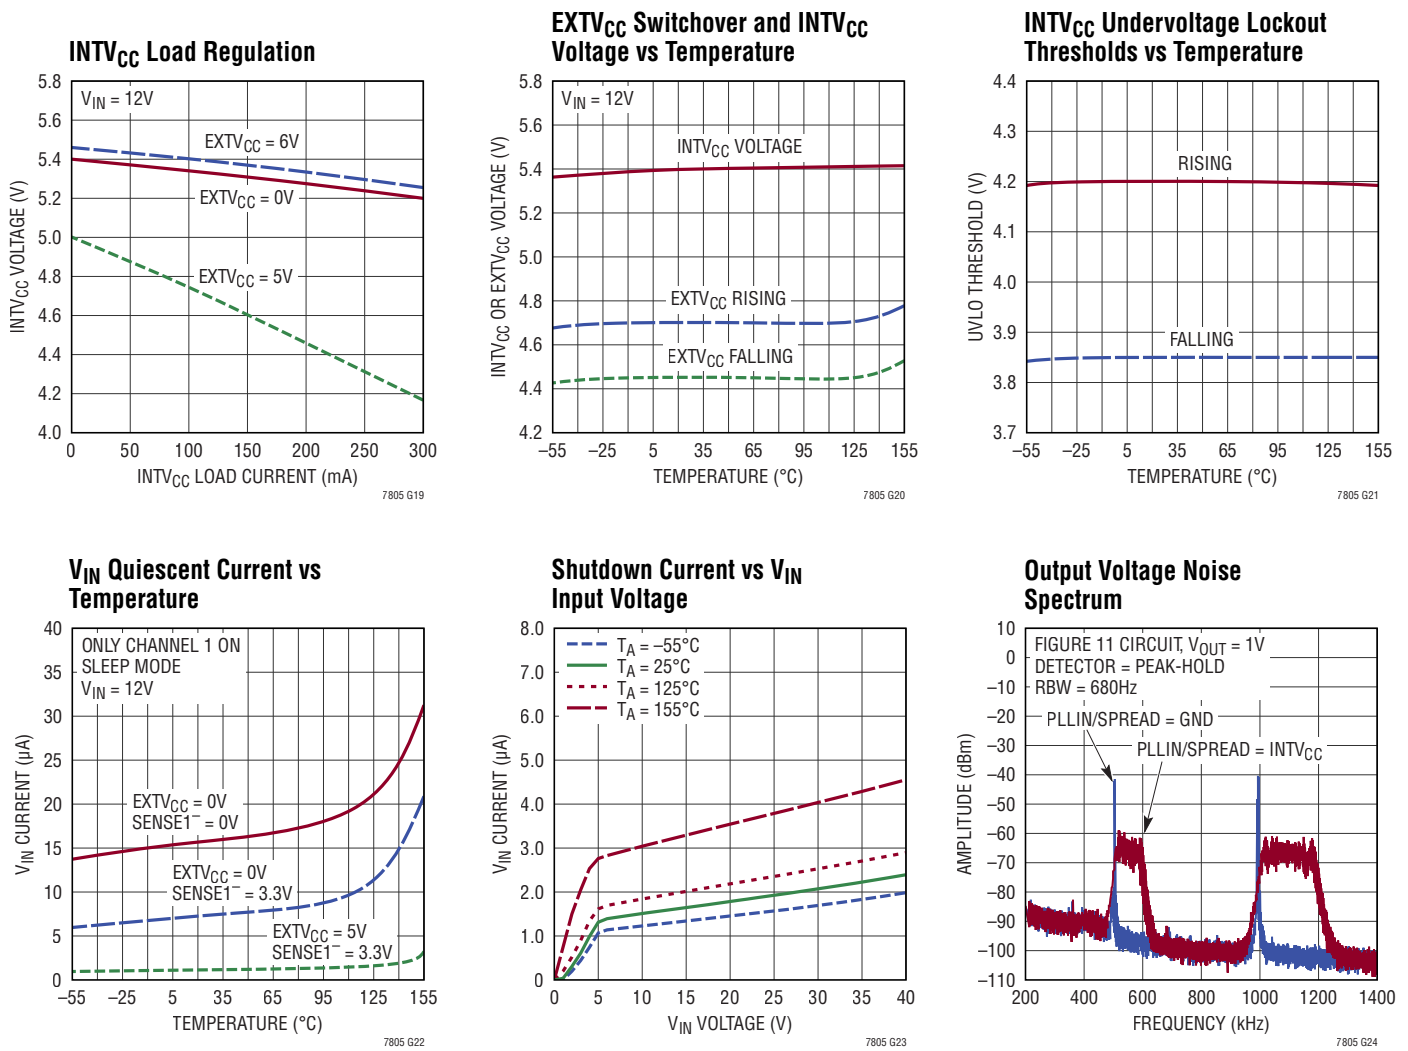 INTVCC Load Regulation
5.8
5.6
5.4
5.2
5.0
4.8
4.6
4.4
4.2
4.0
INTVCC VOLTAGE (V)
VIN = 12V
EXTVCC = 6V
EXTVCC = 0V
EXTVCC = 5V
0 50 100 150 200 250 300
INTVCC LOAD CURRENT (mA)
7805 G19
EXTVCC Switchover and INTVCC
Voltage vs Temperature
5.8
5.6
5.4
5.2
5.0
4.8
4.6
4.4
4.2
INTVCC OR EXTVCC VOLTAGE (V)
VIN = 12V
INTVCC VOLTAGE
EXTVCC RISING
EXTVCC FALLING
–55 –25 5 35 65 95 125 155
TEMPERATURE (°C)
7805 G20
INTVCC Undervoltage Lockout
Thresholds vs Temperature
4.4
4.3
4.2
4.1
4.0
3.9
3.8
3.7
UVLO THRESHOLD (V)
RISING
FALLING
–55 –25 5 35 65 95 125 155
TEMPERATURE (°C)
7805 G21
VIN Quiescent Current vs
Temperature
40
35
30
25
20
15
10
5
0
VIN CURRENT (µA)
ONLY CHANNEL 1 ON
SLEEP MODE
VIN = 12V
EXTVCC = 0V
SENSE1– = 0V
EXTVCC = 0V
SENSE1– = 3.3V
EXTVCC = 5V
SENSE1– = 3.3V
–55 –25 5 35 65 95 125 155
TEMPERATURE (°C)
7805 G22
Shutdown Current vs VIN
Input Voltage
8.0
7.0
6.0
5.0
4.0
3.0
2.0
1.0
0
VIN CURRENT (µA)
TA = –55°C
TA = 25°C
TA = 125°C
TA = 155°C
0 5 10 15 20 25 30 35 40
VIN VOLTAGE (V)
7805 G23
Output Voltage Noise
Spectrum
10
0
–10
–20
–30
–40
–50
–60
–70
–80
–90
–100
–110
AMPLITUDE (dBm)
FIGURE 11 CIRCUIT, VOUT = 1V
DETECTOR = PEAK-HOLD
RBW = 680Hz
PLLIN/SPREAD = GND
PLLIN/SPREAD = INTVCC
200 400 600 800 1000 1200 1400
FREQUENCY (kHz)
7805 G24